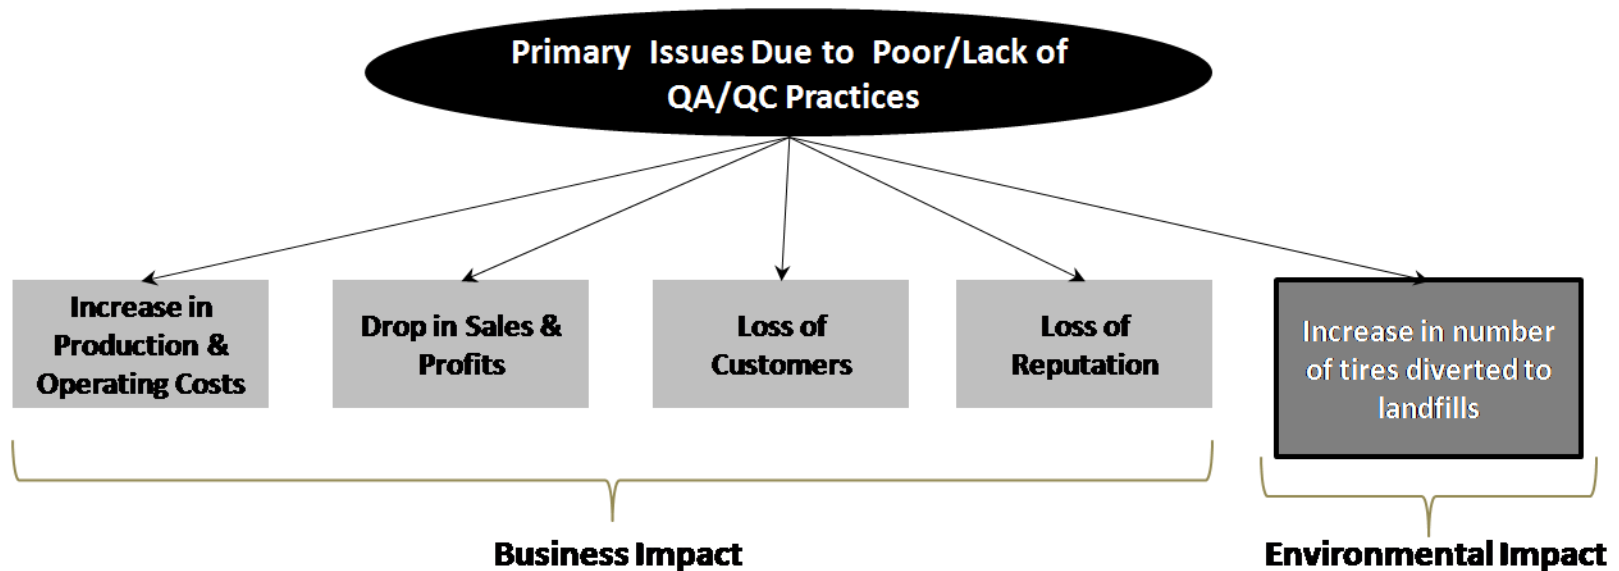 Primary Issues Due to Poor/Lack of
QA/QC Practices
Increase in
Production &
Operating Costs
Drop in Sales &
Profits
Loss of
Customers
Loss of
Reputation
Increase in number
of tires diverted to
landfills
Business Impact
Environmental Impact